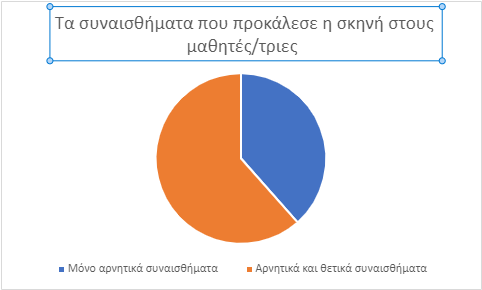 Τα συναισθήματα που προκάλεσε η σκηνή στους
μαθητές/τριες
Μόνο αρνητικά συναισθήματα
Αρνητικά και θετικά συναισθήματα